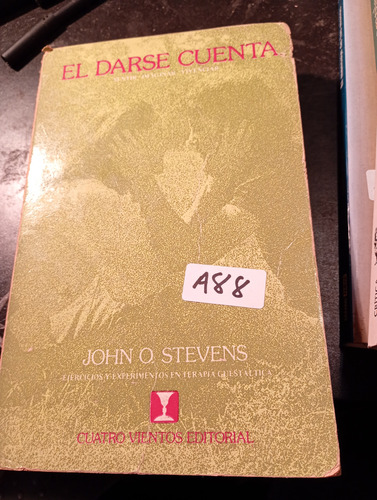 EL DARSE CUENTA
A88
JOHN O. STEVENS
EJERCICIOS Y EXPERIMENTOS EN TERAPIA GUESTALTICA
CUATRO VIENTOS EDITORIAL